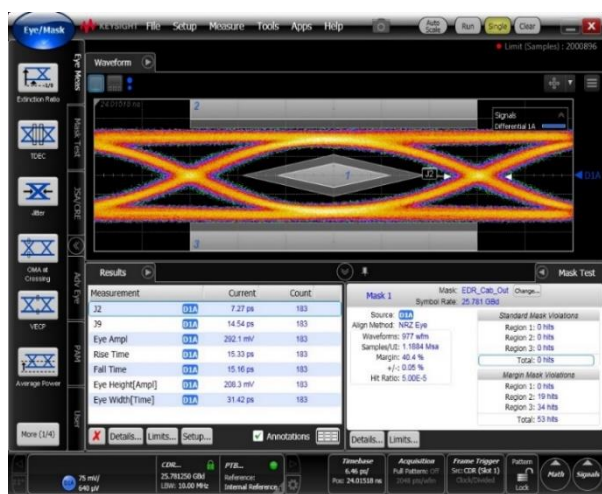 Eye/Mask
KEYSIGHT File Setup Measure Tools Apps Help
Auto Scale
Run
Single
Clear
Limit (Samples) : 2000896
Waveform
Extinction Ratio
TDEC
Jitter
OMA at Crossing
VECP
Average Power
More (1/4)
Eye Meas
Mask Test
JSA/CRE
Adv Eye
PAM
User
24.01518 ns
2
Signals
Differential 1A
1
J2
D1A
3
Results
Measurement Current Count
J2 D1A 7.27 ps 183
J9 D1A 14.54 ps 183
Eye Ampl D1A 292.1 mV 183
Rise Time D1A 15.33 ps 183
Fall Time D1A 15.16 ps 183
Eye Height[Ampl] D1A 208.3 mV 183
Eye Width[Time] D1A 31.42 ps 183
Details... Limits... Setup... Annotations
Mask Test
Mask 1
Mask: EDR_Cab_Out Change...
Symbol Rate: 25.781 GBd
Source: D1A
Align Method: NRZ Eye
Waveforms: 977 wfm
Samples/UI: 1.1884 Msa
Margin: 40.4 %
+/-: 0.05 %
Hit Ratio: 5.00E-5
Standard Mask Violations
Region 1: 0 hits
Region 2: 0 hits
Region 3: 0 hits
Total: 0 hits
Margin Mask Violations
Region 1: 0 hits
Region 2: 19 hits
Region 3: 34 hits
Total: 53 hits
Details... Limits...
75 mV/
640 µV
CDR...
25.781250 GBd
LBW: 10.00 MHz
PTB...
Reference:
Internal Reference
Timebase
6.46 ps/
Pos: 24.01518 ns
Acquisition
Full Pattern: Off
2046 pts/wfm
Frame Trigger
Src: CDR (Slot 1)
Clock/Divided
Pattern
Lock
Math
Signals